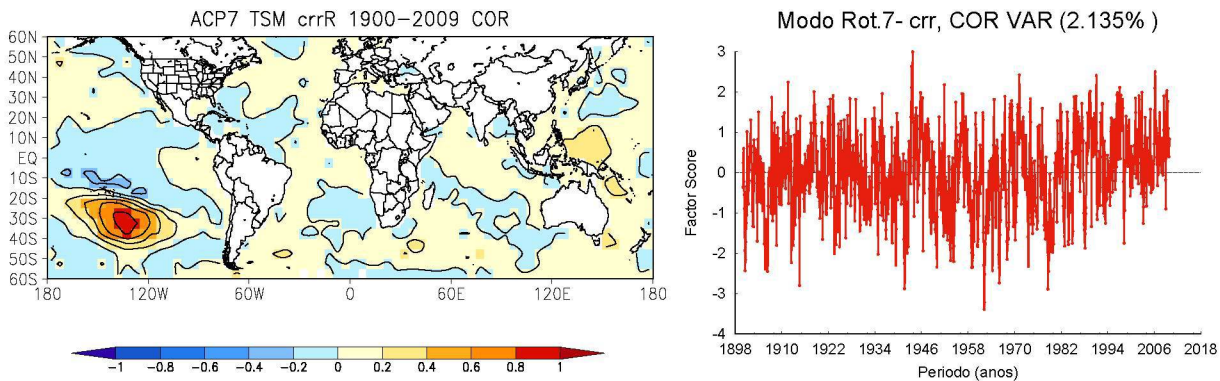 ACP7 TSM crrR 1900−2009 COR
60N
50N
40N
30N
20N
10N
EQ
10S
20S
30S
40S
50S
60S
180 120W 60W 0 60E 120E 180
−1 −0.8 −0.6 −0.4 −0.2 0 0.2 0.4 0.6 0.8 1
Modo Rot.7- crr, COR VAR (2.135% )
Factor Score
3
2
1
0
-1
-2
-3
-4
1898 1910 1922 1934 1946 1958 1970 1982 1994 2006 2018
Periodo (anos)